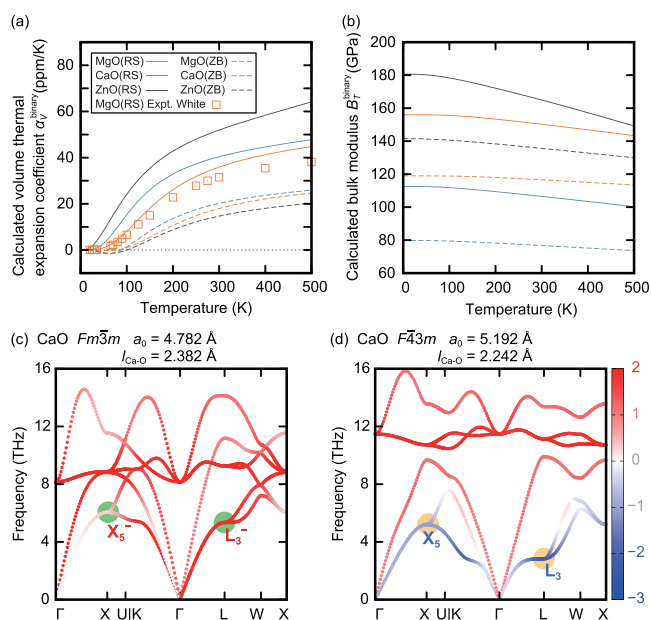 (a)
Calculated volume thermal
expansion coefficient α_V^binary (ppm/K)
80
60
40
20
0
MgO(RS) MgO(ZB)
CaO(RS) CaO(ZB)
ZnO(RS) ZnO(ZB)
MgO(RS) Expt. White
0 100 200 300 400 500
Temperature (K)
(b)
Calculated bulk modulus B_T^binary (GPa)
200
180
160
140
120
100
80
60
0 100 200 300 400 500
Temperature (K)
(c) CaO Fm3̅m a₀ = 4.782 Å
l_Ca-O = 2.382 Å
Frequency (THz)
16
12
8
4
0
X₅⁻
L₃⁻
Γ X U|K Γ L W X
(d) CaO F4̅3m a₀ = 5.192 Å
l_Ca-O = 2.242 Å
Frequency (THz)
16
12
8
4
0
X₅
L₃
Γ X U|K Γ L W X
2
1
0
−1
−2
−3